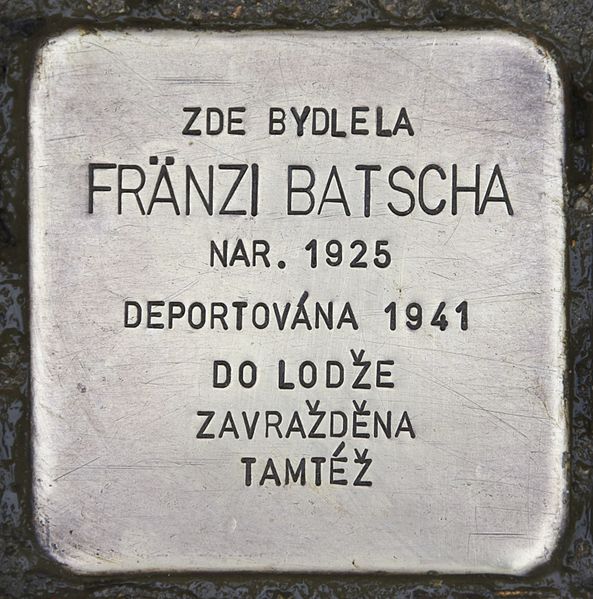 ZDE BYDLELA
FRÄNZI BATSCHA
NAR. 1925
DEPORTOVÁNA 1941
DO LODŽE
ZAVRAŽDĚNA
TAMTÉŽ